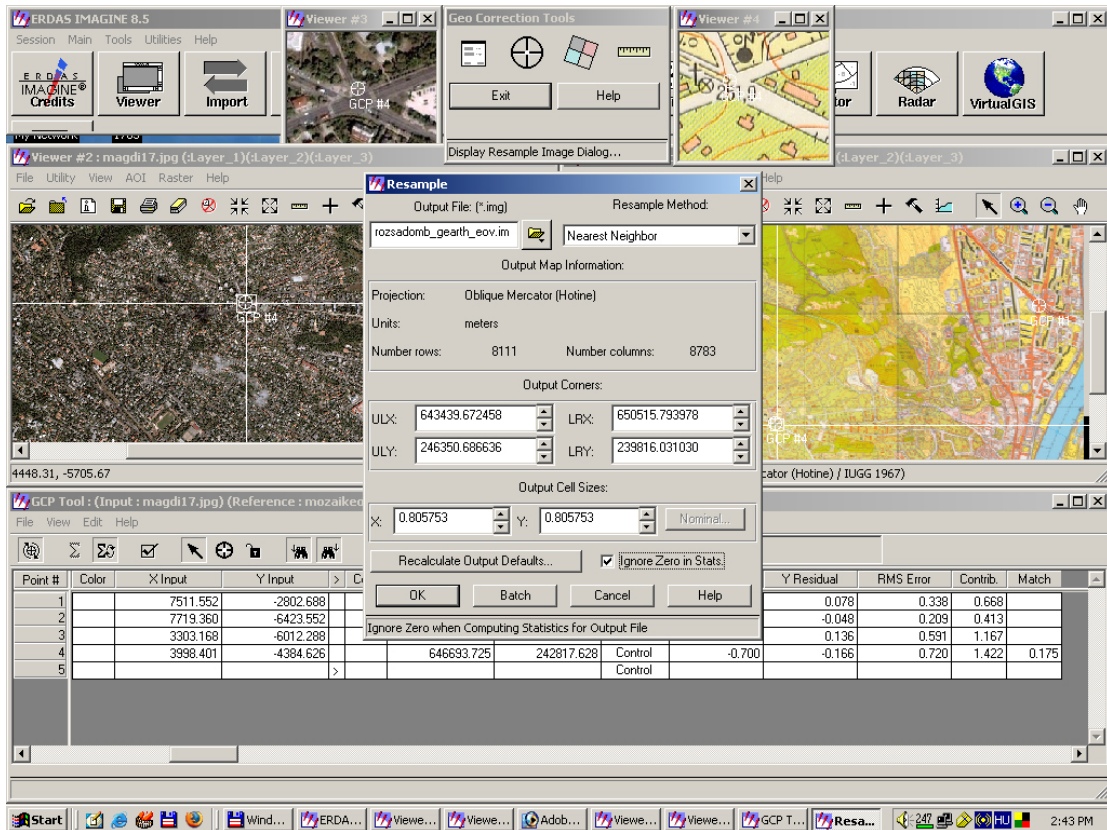 ERDAS IMAGINE 8.5
Session Main Tools Utilities Help
ERDAS
IMAGINE®
Credits
Viewer
Import
Radar
VirtualGIS
Viewer #3
GCP #4
Geo Correction Tools
Exit
Help
Display Resample Image Dialog...
Viewer #4
251.9
My Network
1785
Viewer #2 : magdi17.jpg (:Layer_1)(:Layer_2)(:Layer_3)
File Utility View AOI Raster Help
GCP #4
4448.31, -5705.67
:Layer_2)(:Layer_3)
Help
GCP #1
GCP #4
cator (Hotine) / IUGG 1967)
Resample
Output File: (*.img)
Resample Method:
rozsadomb_gearth_eov.im
Nearest Neighbor
Output Map Information:
Projection: Oblique Mercator (Hotine)
Units: meters
Number rows: 8111 Number columns: 8783
Output Corners:
ULX: 643439.672458 LRX: 650515.793978
ULY: 246350.686636 LRY: 239816.031030
Output Cell Sizes:
X: 0.805753 Y: 0.805753 Nominal...
Recalculate Output Defaults...
Ignore Zero in Stats.
OK Batch Cancel Help
Ignore Zero when Computing Statistics for Output File
GCP Tool : (Input : magdi17.jpg) (Reference : mozaikeo
File View Edit Help
Point # Color X Input Y Input > Co Y Residual RMS Error Contrib. Match
1 7511.552 -2802.688 0.078 0.338 0.668
2 7719.360 -6423.552 -0.048 0.209 0.413
3 3303.168 -6012.288 0.136 0.591 1.167
4 3998.401 -4384.626 646693.725 242817.628 Control -0.700 -0.166 0.720 1.422 0.175
5 > Control
Start Wind... ERDA... Viewe... Viewe... Adob... Viewe... Viewe... GCP T... Resa... 247 HU 2:43 PM